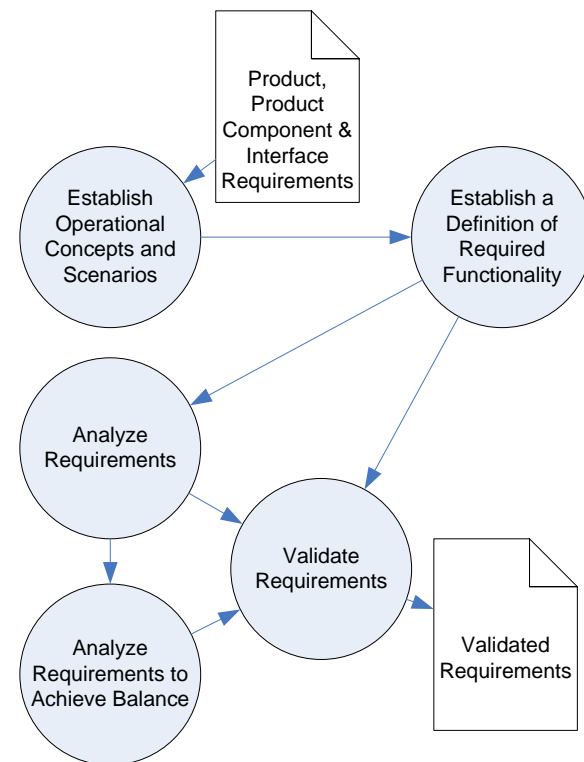 Product,
Product
Component &
Interface
Requirements
Establish
Operational
Concepts and
Scenarios
Establish a
Definition of
Required
Functionality
Analyze
Requirements
Validate
Requirements
Analyze
Requirements to
Achieve Balance
Validated
Requirements